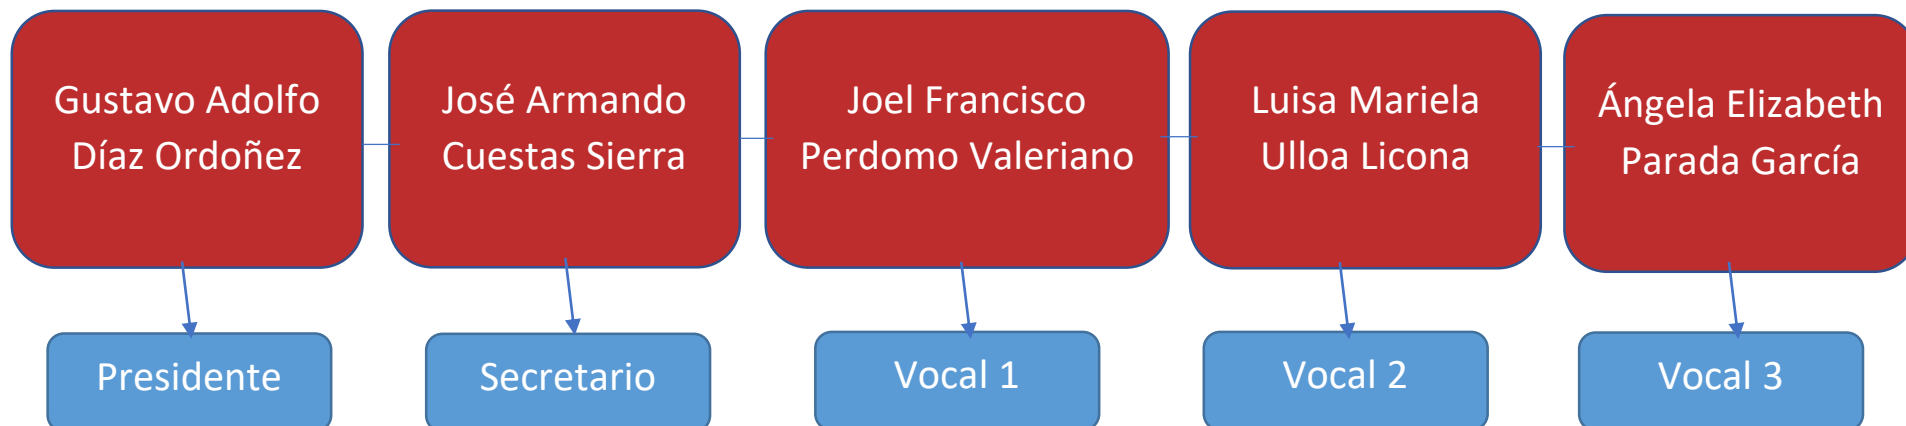 Gustavo Adolfo
Díaz Ordoñez
José Armando
Cuestas Sierra
Joel Francisco
Perdomo Valeriano
Luisa Mariela
Ulloa Licona
Ángela Elizabeth
Parada García
Presidente
Secretario
Vocal 1
Vocal 2
Vocal 3